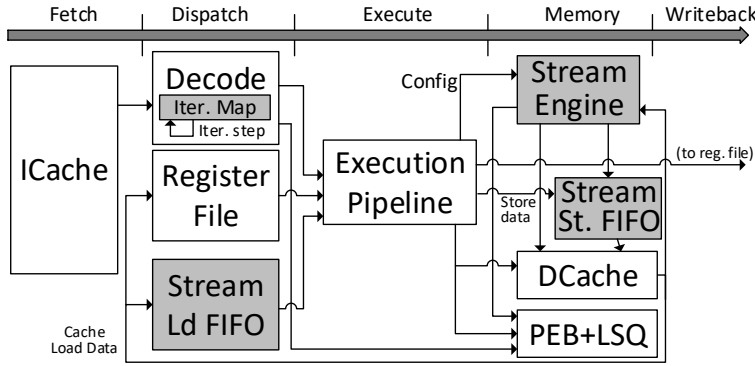 Fetch
Dispatch
Execute
Memory
Writeback
ICache
Decode
Iter. Map
Iter. step
Register
File
Stream
Ld FIFO
Cache
Load Data
Execution
Pipeline
Config
Stream
Engine
(to reg. file)
Store
data
Stream
St. FIFO
DCache
PEB+LSQ